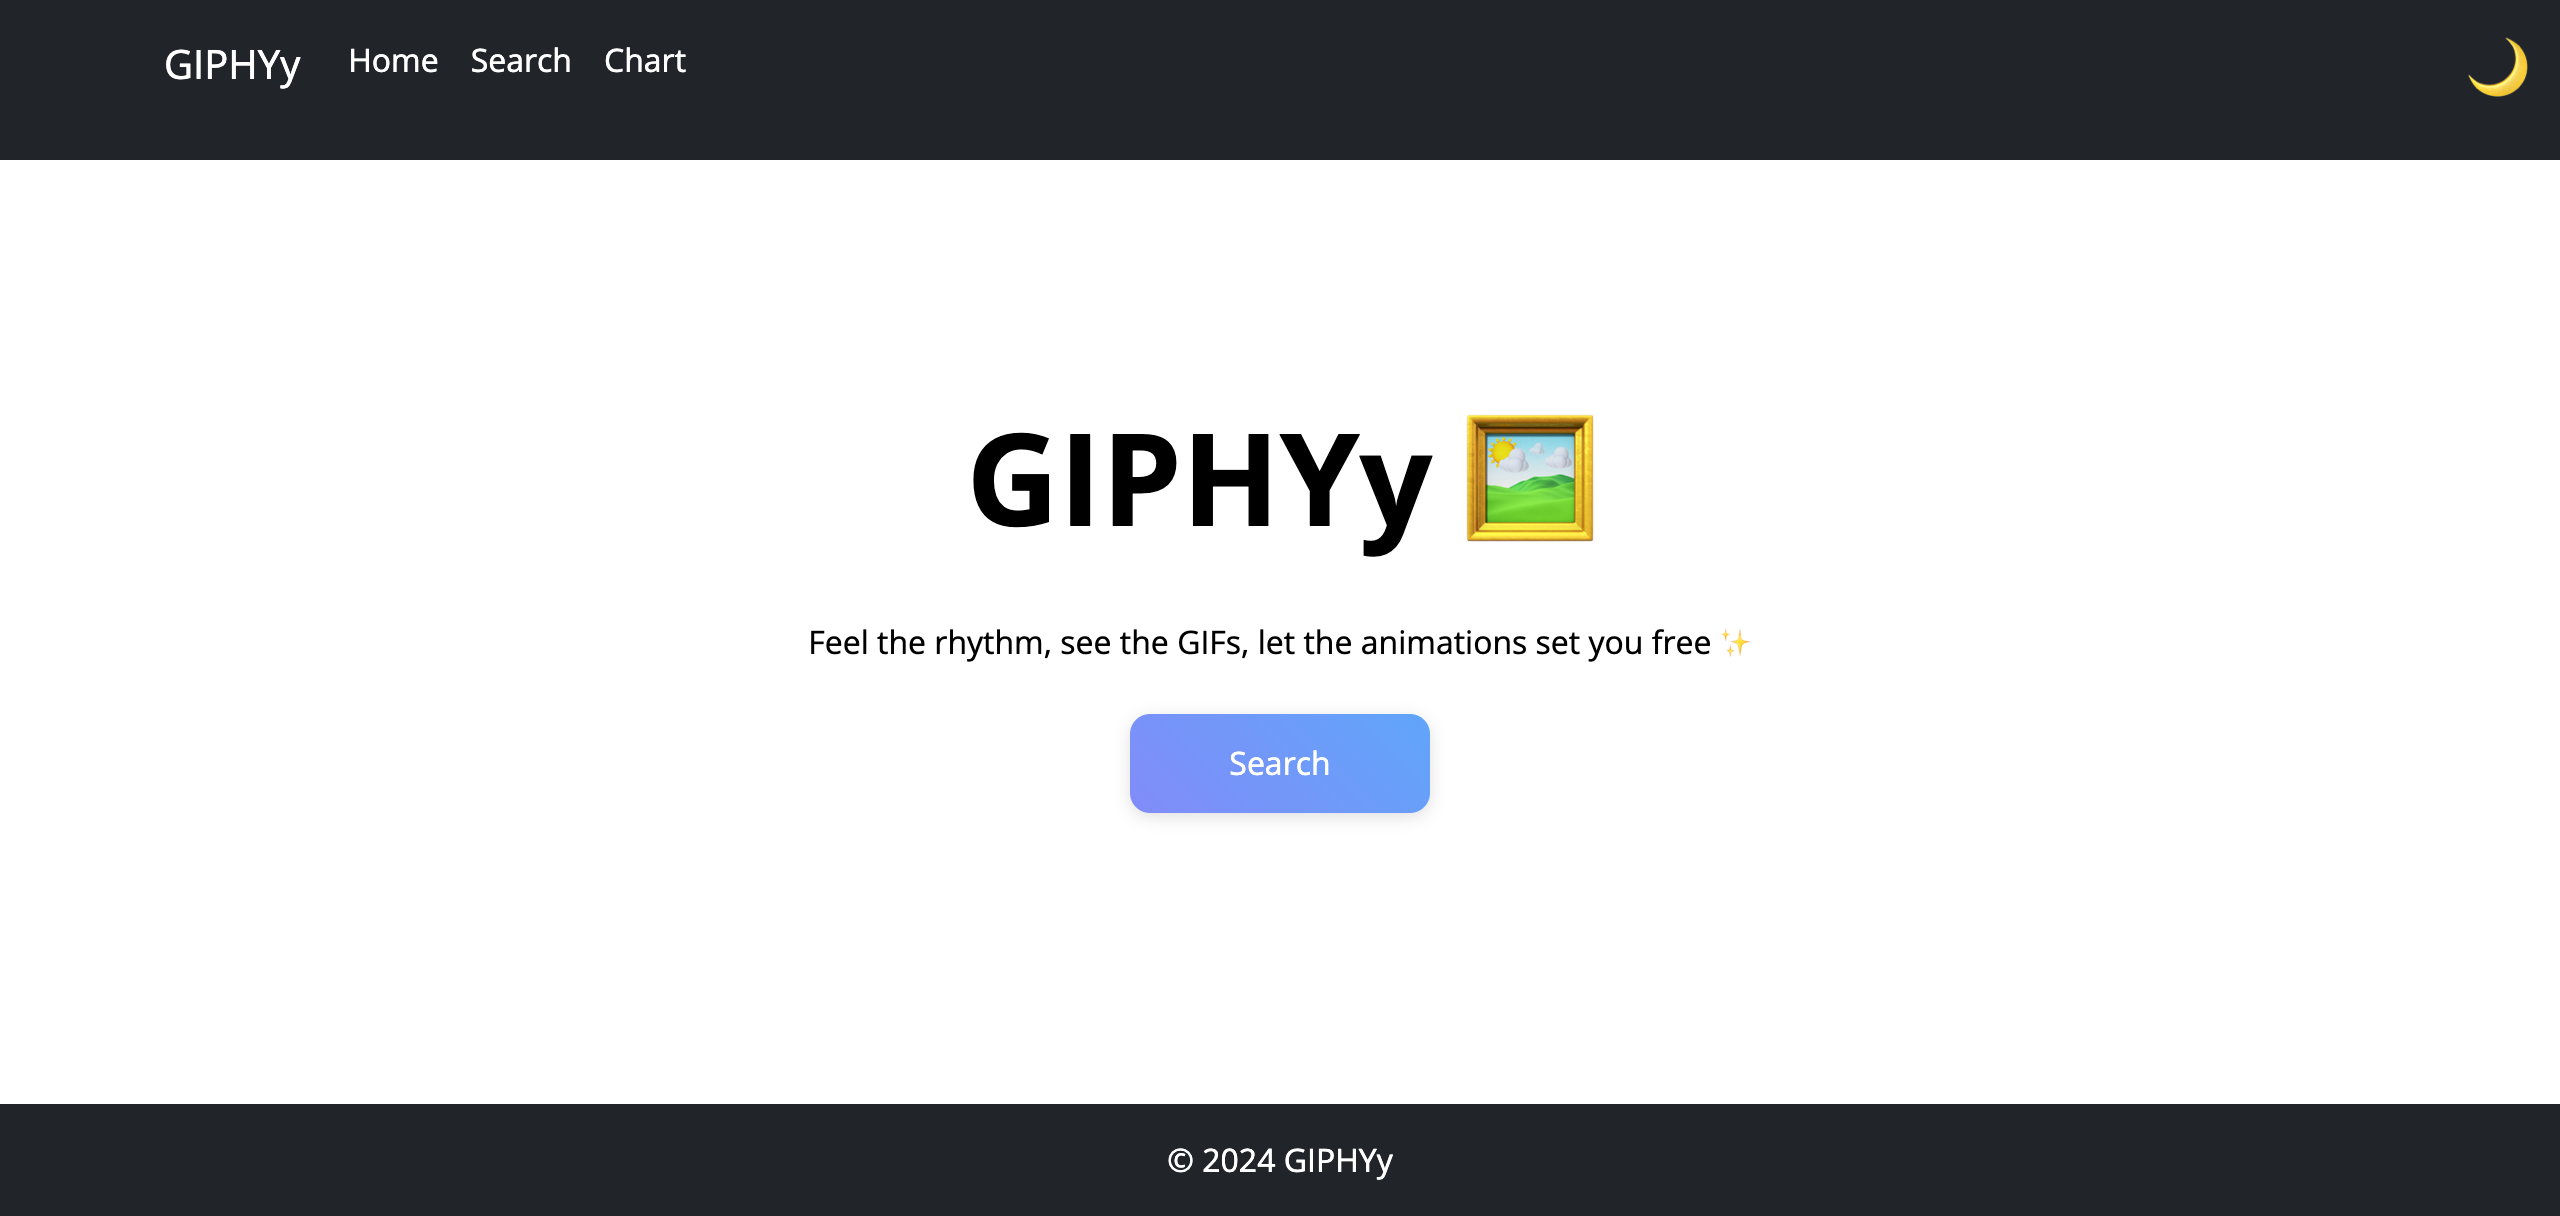 GIPHYy Home Search Chart 🌙
GIPHYy 🖼️
Feel the rhythm, see the GIFs, let the animations set you free ✨
Search
© 2024 GIPHYy